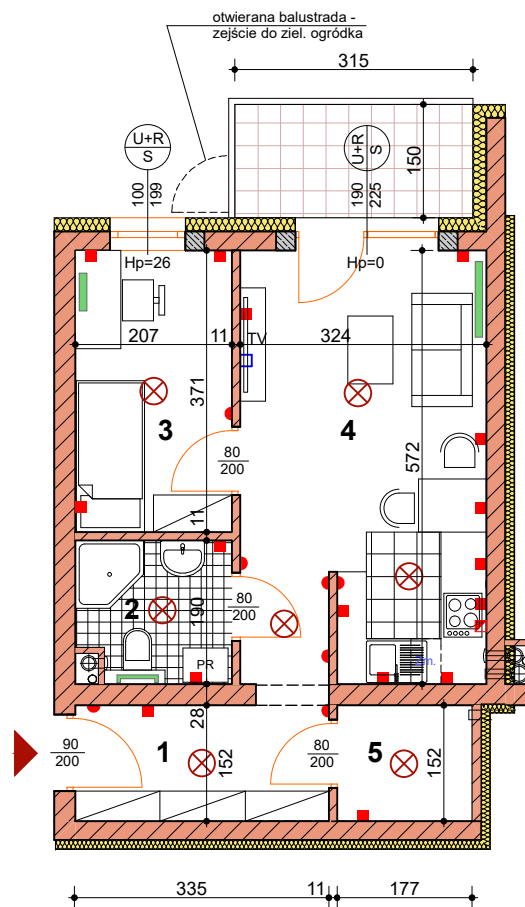 otwierana balustrada -
zejście do ziel. ogródka
315
U+R
S
100
199
U+R
S
190
225
150
Hp=26
Hp=0
207
11
TV
324
371
3
4
80
200
572
11
2
190
80
200
PR
Zm.
28
1
152
90
200
80
200
5
152
335
11
177